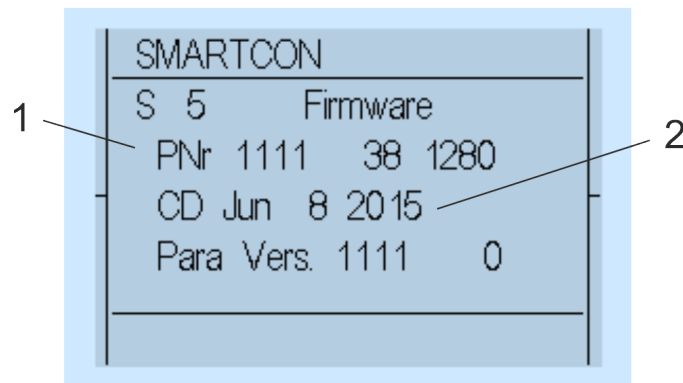 SMARTCON
S 5 Firmware
1
PNr 1111 38 1280
2
CD Jun 8 2015
Para Vers. 1111 0